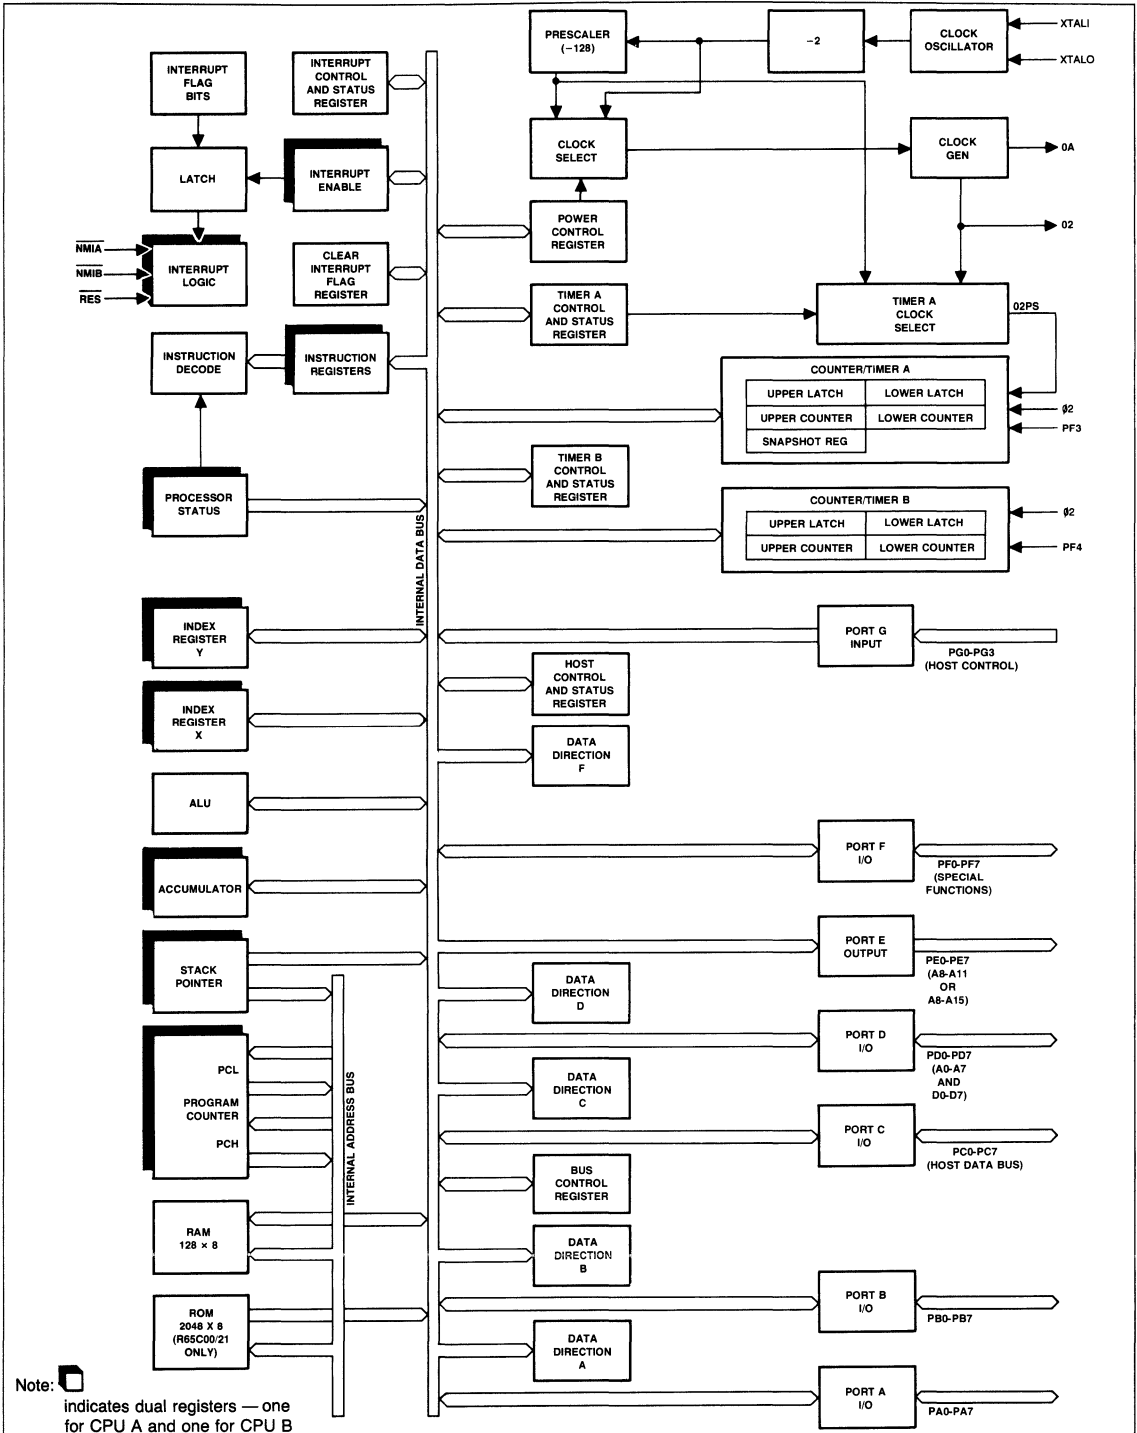 INTERRUPT
FLAG
BITS
INTERRUPT
CONTROL
AND STATUS
REGISTER
PRESCALER
(−128)
−2
CLOCK
OSCILLATOR
XTALI
XTALO
LATCH
INTERRUPT
ENABLE
CLOCK
SELECT
CLOCK
GEN
0A
02
NMIA
NMIB
RES
INTERRUPT
LOGIC
CLEAR
INTERRUPT
FLAG
REGISTER
POWER
CONTROL
REGISTER
TIMER A
CONTROL
AND STATUS
REGISTER
TIMER A
CLOCK
SELECT
02PS
INSTRUCTION
DECODE
INSTRUCTION
REGISTERS
COUNTER/TIMER A
UPPER LATCH
LOWER LATCH
UPPER COUNTER
LOWER COUNTER
SNAPSHOT REG
ϕ2
PF3
PROCESSOR
STATUS
TIMER B
CONTROL
AND STATUS
REGISTER
COUNTER/TIMER B
UPPER LATCH
LOWER LATCH
UPPER COUNTER
LOWER COUNTER
ϕ2
PF4
INTERNAL DATA BUS
INDEX
REGISTER
Y
PORT G
INPUT
PG0-PG3
(HOST CONTROL)
HOST
CONTROL
AND STATUS
REGISTER
INDEX
REGISTER
X
DATA
DIRECTION
F
ALU
PORT F
I/O
PF0-PF7
(SPECIAL
FUNCTIONS)
ACCUMULATOR
STACK
POINTER
PORT E
OUTPUT
PE0-PE7
(A8-A11
OR
A8-A15)
DATA
DIRECTION
D
PORT D
I/O
PD0-PD7
(A0-A7
AND
D0-D7)
PCL
PROGRAM
COUNTER
PCH
INTERNAL ADDRESS BUS
DATA
DIRECTION
C
PORT C
I/O
PC0-PC7
(HOST DATA BUS)
BUS
CONTROL
REGISTER
RAM
128 × 8
DATA
DIRECTION
B
PORT B
I/O
PB0-PB7
ROM
2048 X 8
(R65C00/21
ONLY)
DATA
DIRECTION
A
PORT A
I/O
PA0-PA7
Note:
indicates dual registers — one
for CPU A and one for CPU B